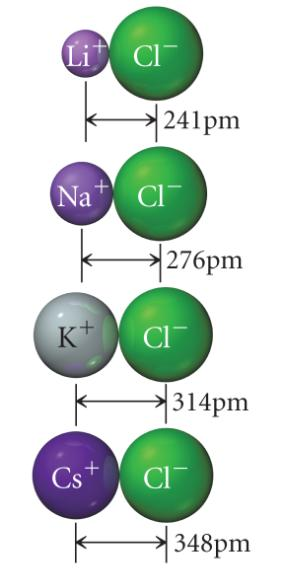 Li⁺ Cl⁻
241pm
Na⁺ Cl⁻
276pm
K⁺ Cl⁻
314pm
Cs⁺ Cl⁻
348pm